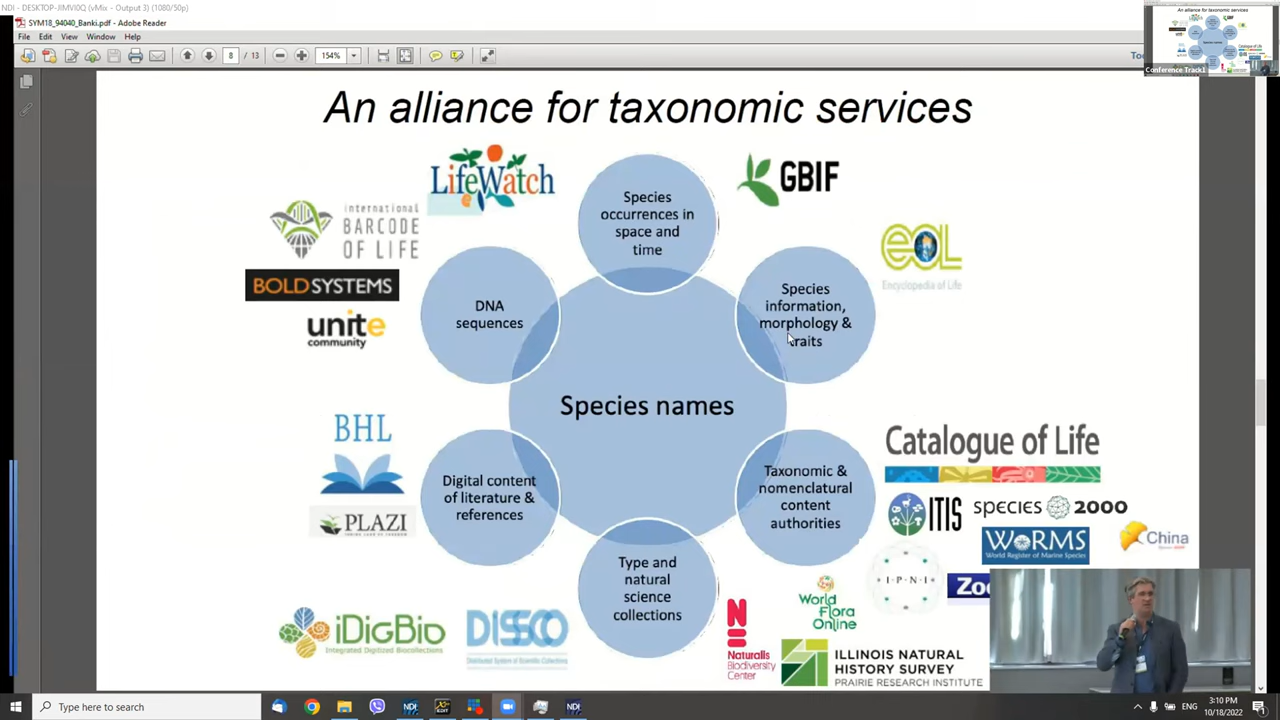 NDI - DESKTOP-JIMVI0Q (vMix - Output 3) (1080/50p)
SYM18_94040_Banki.pdf - Adobe Reader
File Edit View Window Help
8 / 13 154%
An alliance for taxonomic services
LifeWatch
GBIF
Species
occurrences in
space and
time
international
BARCODE
OF LIFE
BOLDSYSTEMS
unite
community
DNA
sequences
Species
information,
morphology &
traits
eol
Encyclopedia of Life
Species names
BHL
PLAZI
Digital content
of literature &
references
Taxonomic &
nomenclatural
content
authorities
Catalogue of Life
ITIS
SPECIES 2000
WoRMS
World Register of Marine Species
China
IPNI
Zoo
Type and
natural
science
collections
iDigBio
Integrated Digitized Biocollections
DISSCO
Distributed System of Scientific Collections
Naturalis
Biodiversity
Center
World
Flora
Online
ILLINOIS NATURAL
HISTORY SURVEY
PRAIRIE RESEARCH INSTITUTE
An alliance for taxonomic services
Conference Track1
Type here to search
3:10 PM
10/18/2022